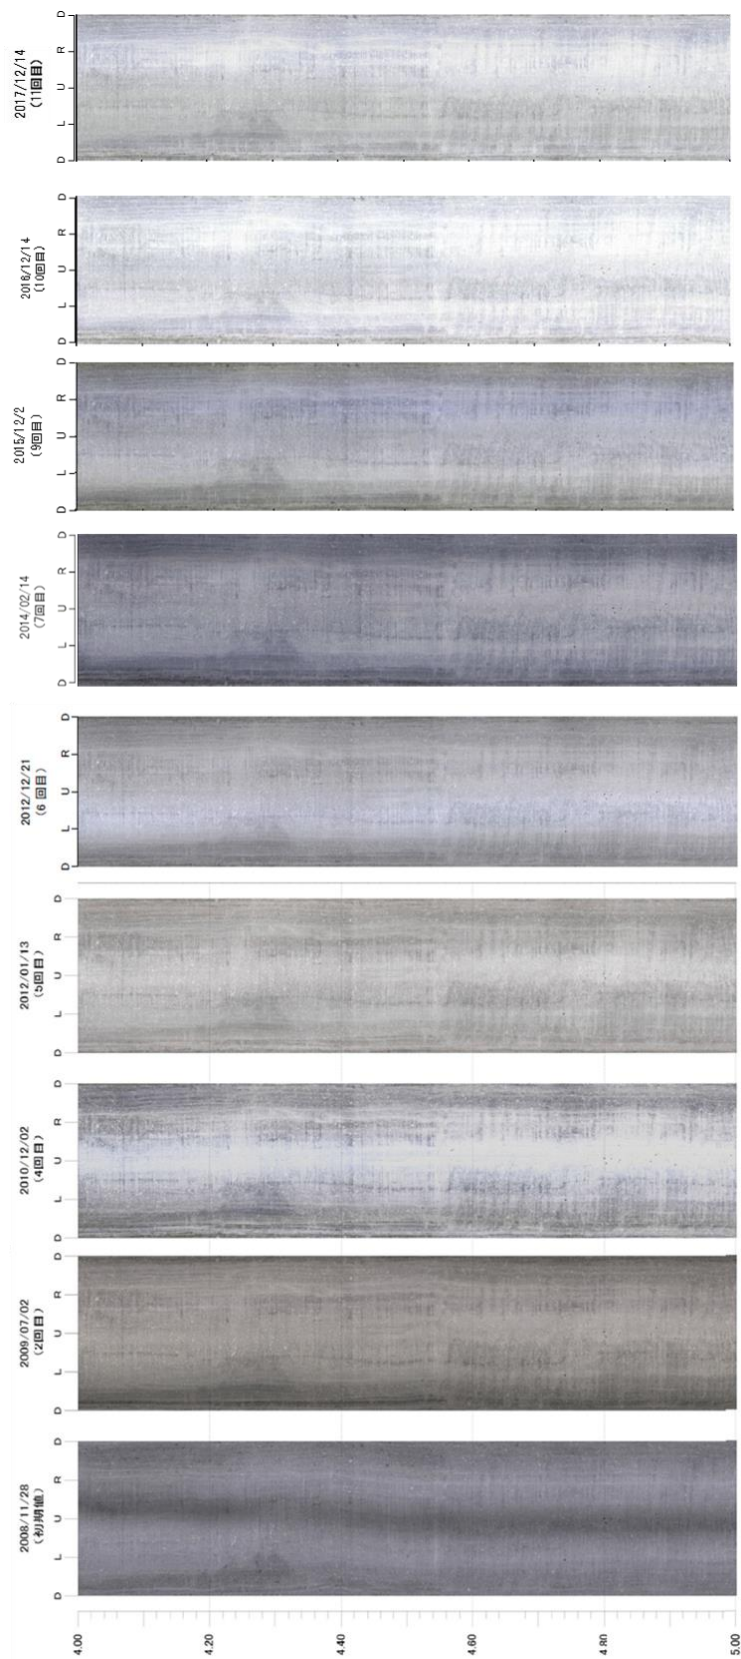 2017/12/14
(11回目)
D
R
U
L
D
2016/12/14
(10回目)
D
R
U
L
D
2015/12/2
(9回目)
D
R
U
L
D
2014/02/14
(7回目)
D
R
U
L
D
2012/12/21
(6 回目)
D
R
U
L
D
2012/01/13
(5回目)
D
R
U
L
D
2010/12/02
(4回目)
D
R
U
L
D
2009/07/02
(2回目)
D
R
U
L
D
2008/11/28
(初期値)
D
R
U
L
D
4.00
4.20
4.40
4.60
4.80
5.00